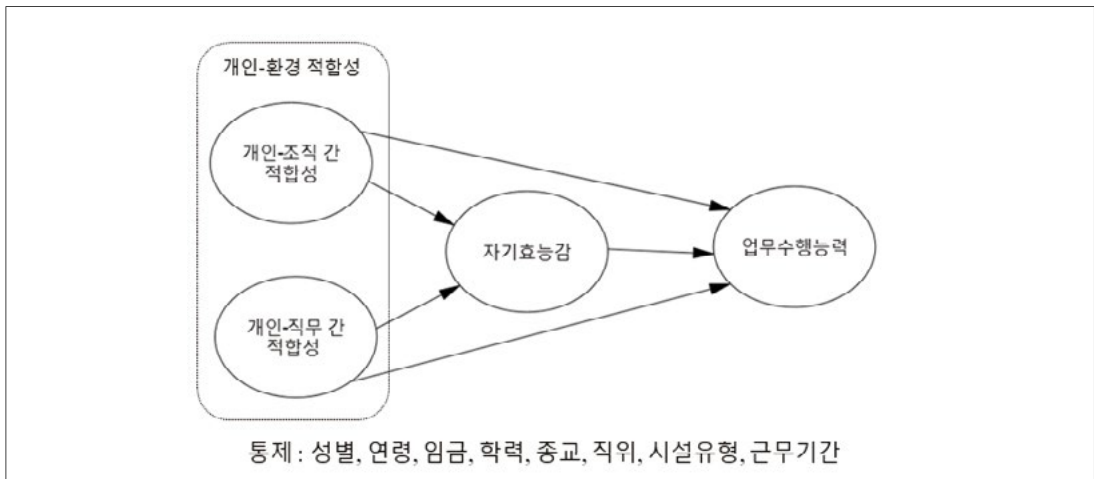 개인-환경 적합성
개인-조직 간
적합성
자기효능감
업무수행능력
개인-직무 간
적합성
통제 : 성별, 연령, 임금, 학력, 종교, 직위, 시설유형, 근무기간